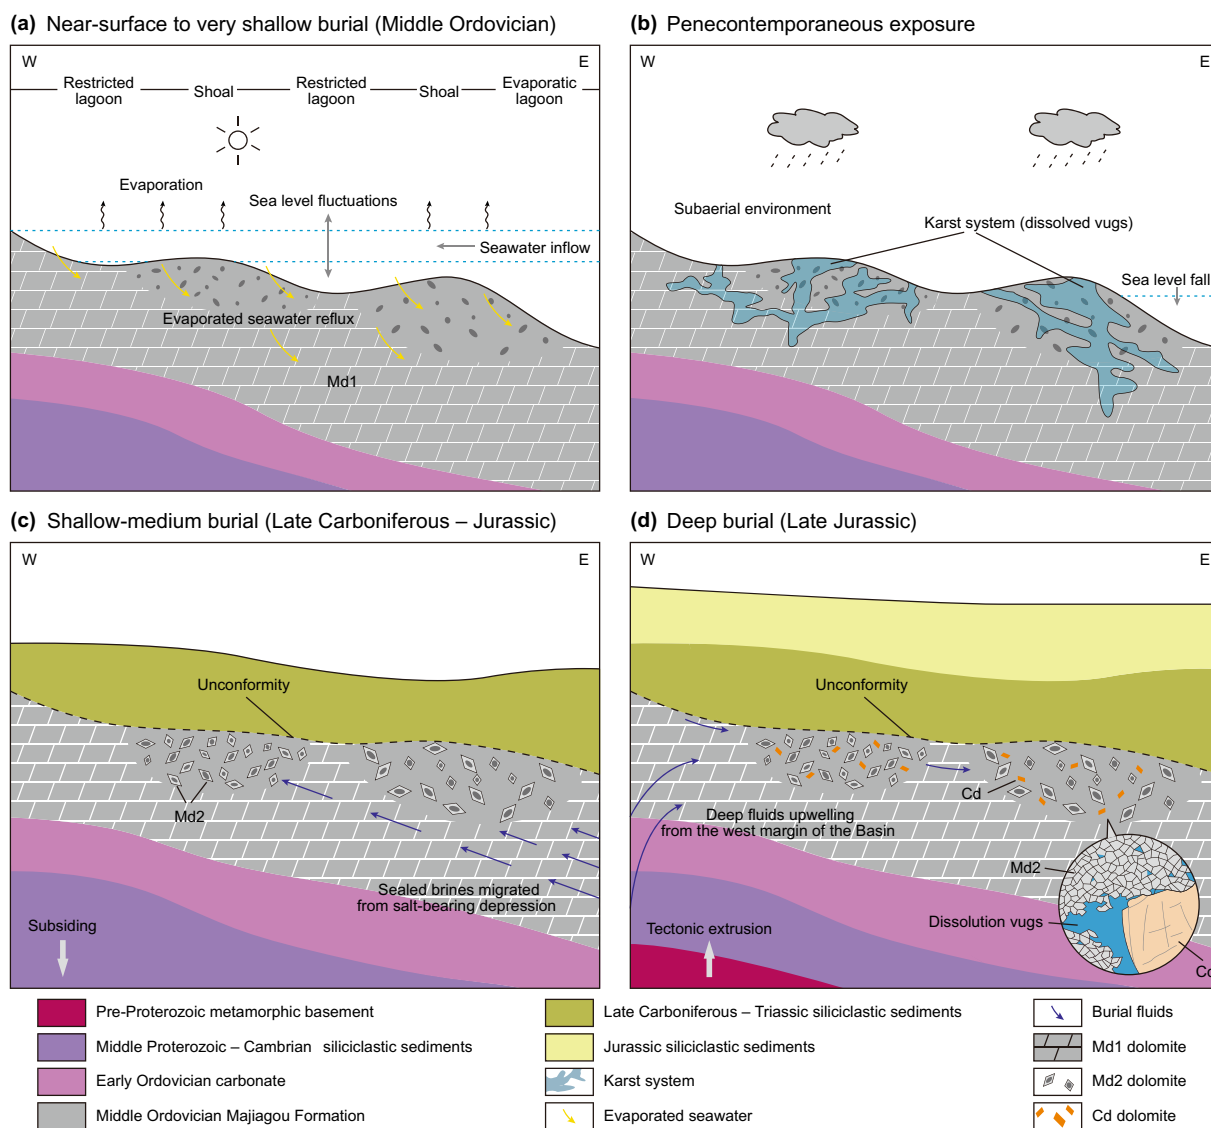 (a) Near-surface to very shallow burial (Middle Ordovician)
W
E
Restricted
lagoon
Shoal
Restricted
lagoon
Shoal
Evaporatic
lagoon
Evaporation
Sea level fluctuations
Seawater inflow
Evaporated seawater reflux
Md1
(b) Penecontemporaneous exposure
W
E
Subaerial environment
Karst system (dissolved vugs)
Sea level fall
(c) Shallow-medium burial (Late Carboniferous – Jurassic)
W
E
Unconformity
Md2
Sealed brines migrated
from salt-bearing depression
Subsiding
(d) Deep burial (Late Jurassic)
W
E
Unconformity
Cd
Deep fluids upwelling
from the west margin of the Basin
Md2
Dissolution vugs
Tectonic extrusion
Cd
Pre-Proterozoic metamorphic basement
Middle Proterozoic – Cambrian siliciclastic sediments
Early Ordovician carbonate
Middle Ordovician Majiagou Formation
Late Carboniferous – Triassic siliciclastic sediments
Jurassic siliciclastic sediments
Karst system
Evaporated seawater
Burial fluids
Md1 dolomite
Md2 dolomite
Cd dolomite